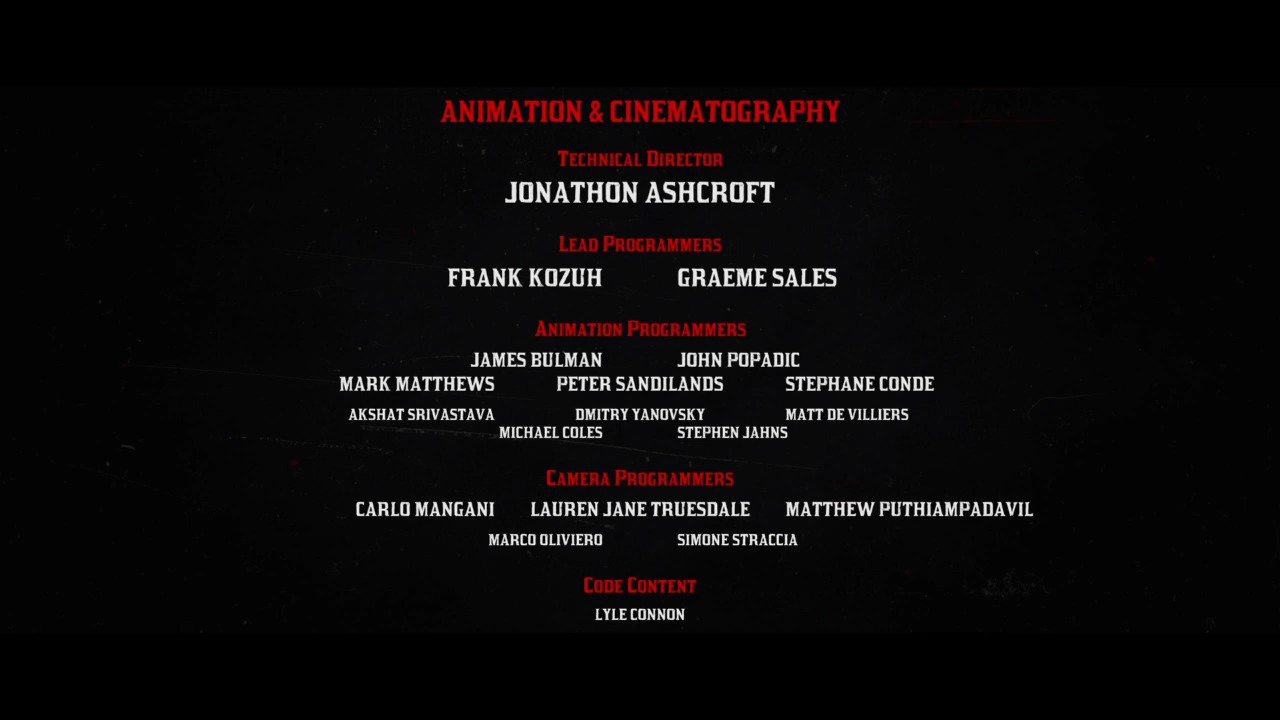 ANIMATION & CINEMATOGRAPHY
TECHNICAL DIRECTOR
JONATHON ASHCROFT
LEAD PROGRAMMERS
FRANK KOZUH GRAEME SALES
ANIMATION PROGRAMMERS
JAMES BULMAN JOHN POPADIC
MARK MATTHEWS PETER SANDILANDS STEPHANE CONDE
AKSHAT SRIVASTAVA DMITRY YANOVSKY MATT DE VILLIERS
MICHAEL COLES STEPHEN JAHNS
CAMERA PROGRAMMERS
CARLO MANGANI LAUREN JANE TRUESDALE MATTHEW PUTHIAMPADAVIL
MARCO OLIVIERO SIMONE STRACCIA
CODE CONTENT
LYLE CONNON